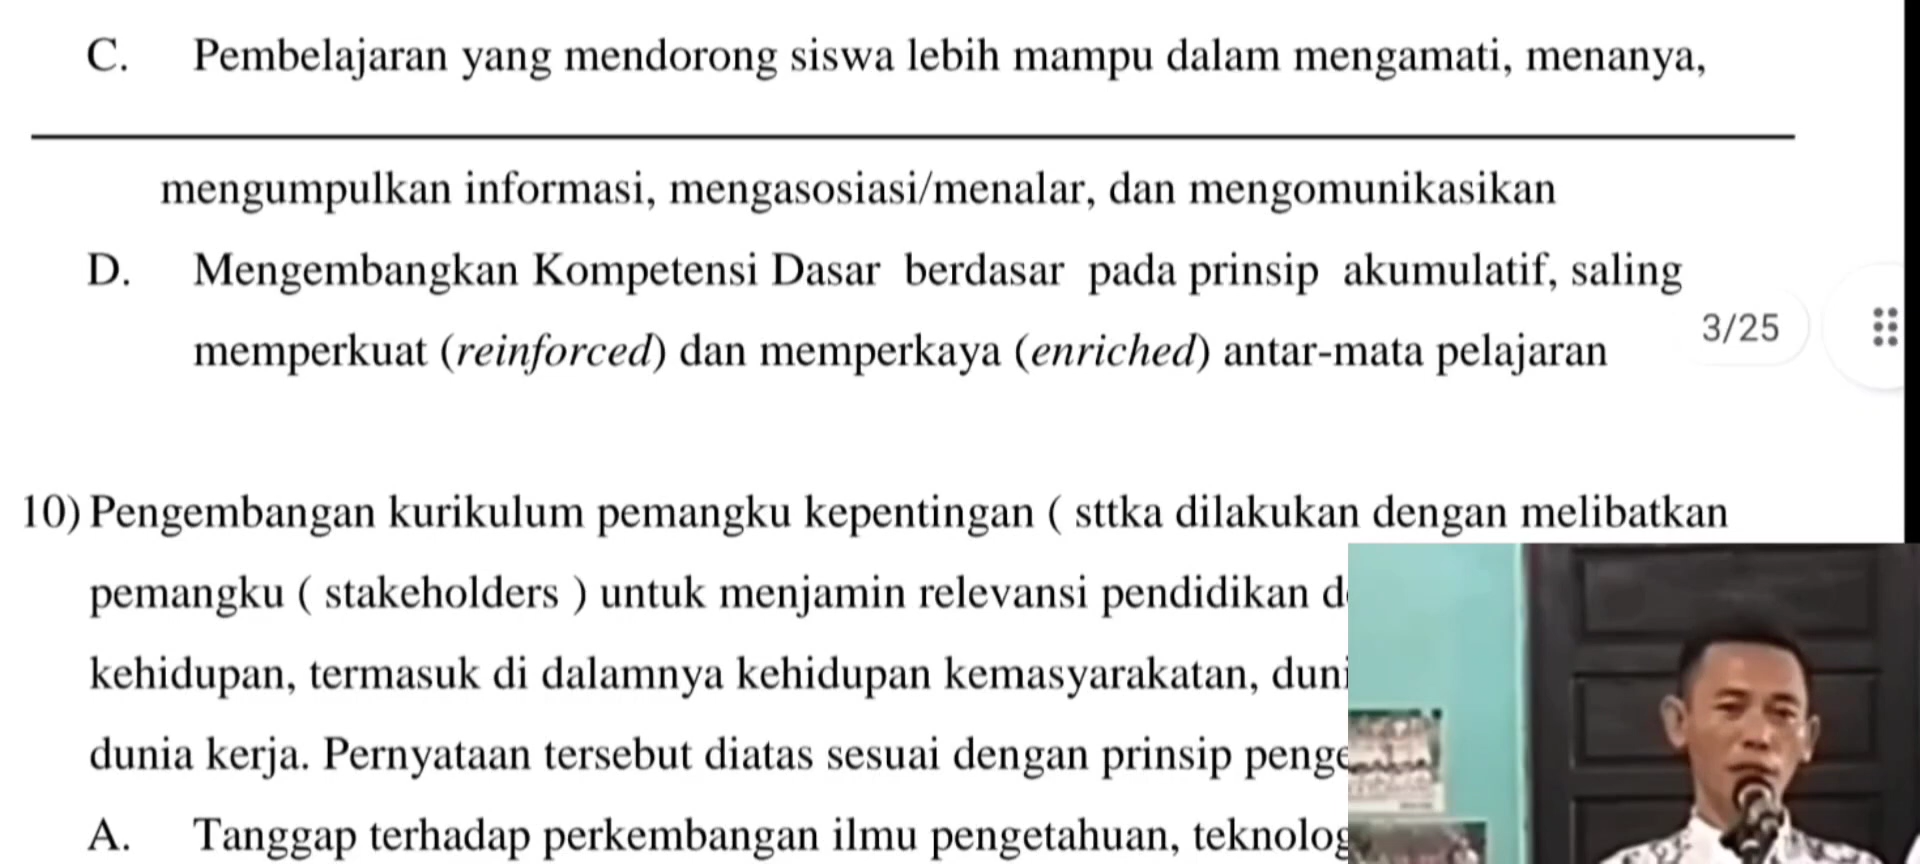 C. Pembelajaran yang mendorong siswa lebih mampu dalam mengamati, menanya,
mengumpulkan informasi, mengasosiasi/menalar, dan mengomunikasikan
D. Mengembangkan Kompetensi Dasar berdasar pada prinsip akumulatif, saling
memperkuat (reinforced) dan memperkaya (enriched) antar-mata pelajaran
3/25
10) Pengembangan kurikulum pemangku kepentingan ( sttka dilakukan dengan melibatkan
pemangku ( stakeholders ) untuk menjamin relevansi pendidikan
kehidupan, termasuk di dalamnya kehidupan kemasyarakatan,
dunia kerja. Pernyataan tersebut diatas sesuai dengan prinsip
A. Tanggap terhadap perkembangan ilmu pengetahuan,